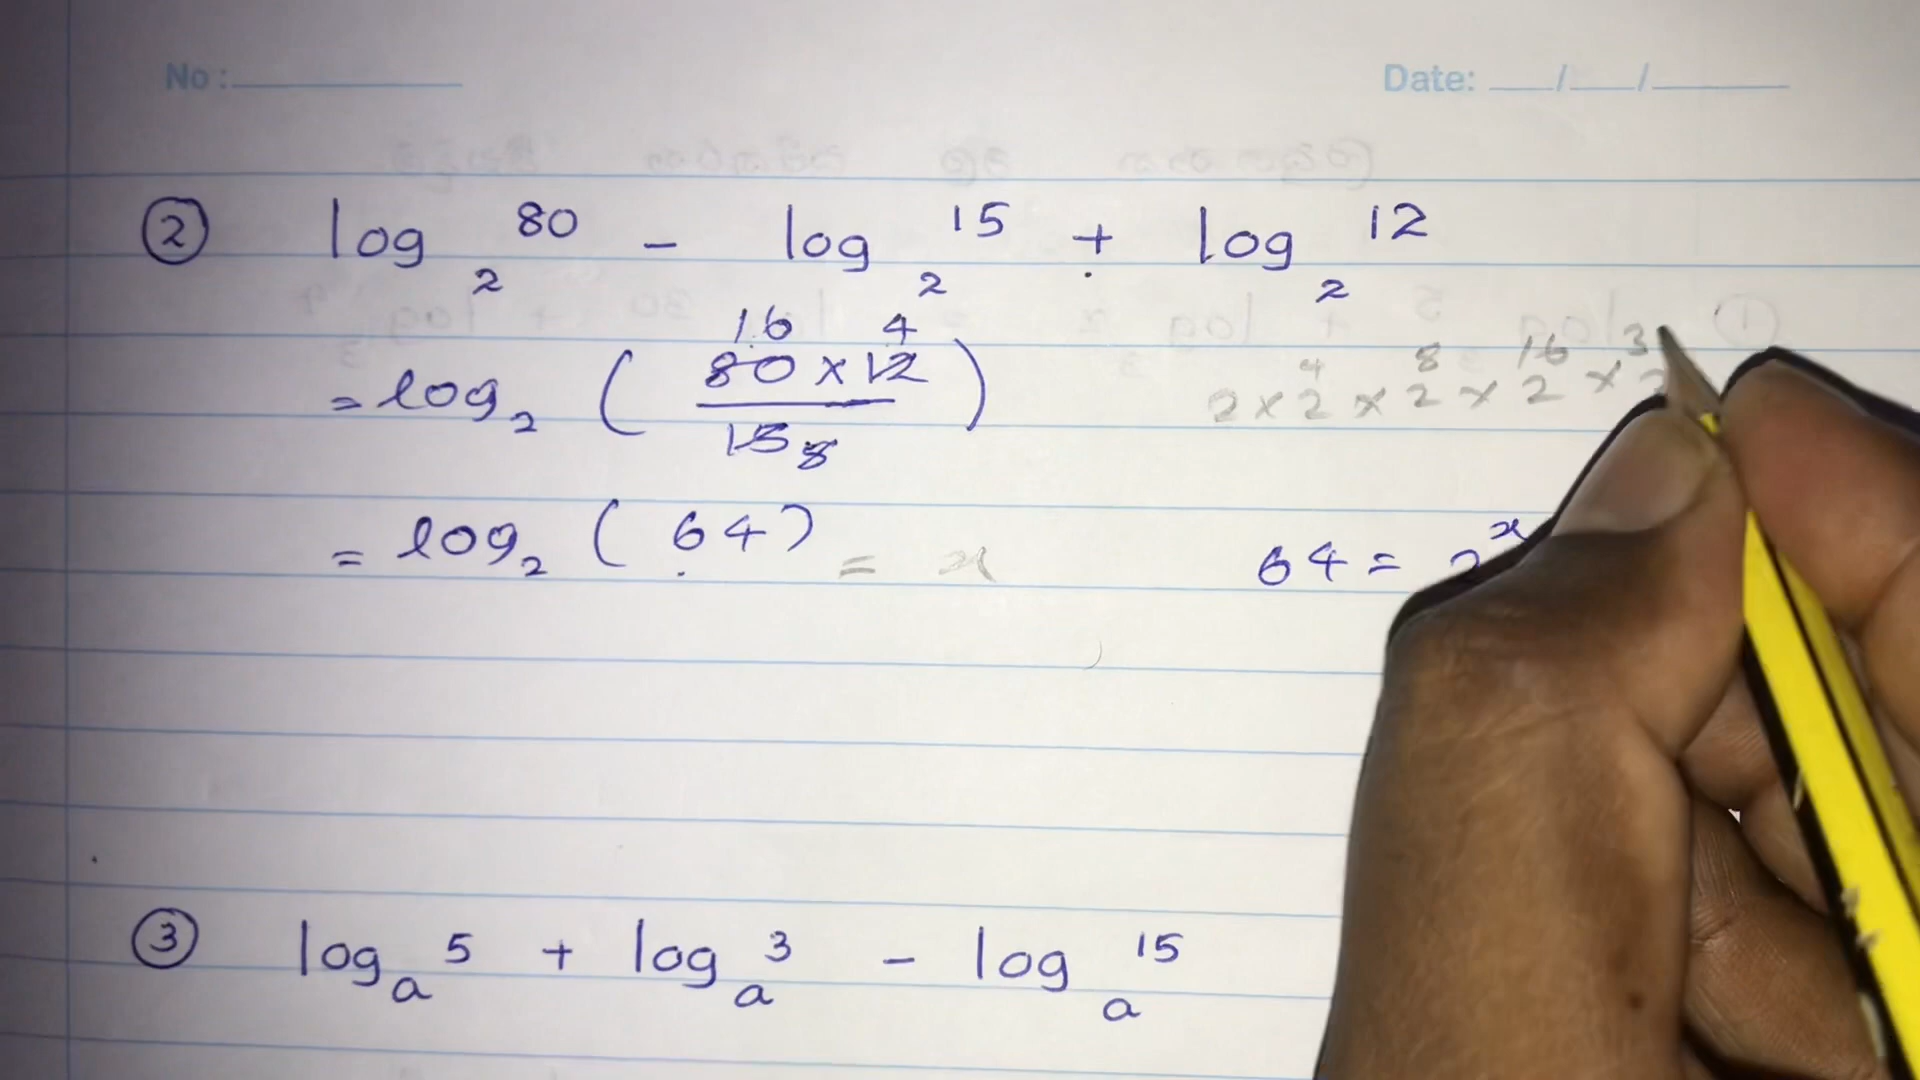 No : Date: / /
② log₂ 80 - log₂ 15 + log₂ 12
16 4
= log₂ ( 80 x 12 )
15 3
2 x 2 x 2 x 2 x 2
4 8 16 3
= log₂ ( 64 ) = x
64 = 2ˣ
③ logₐ 5 + logₐ 3 - logₐ 15